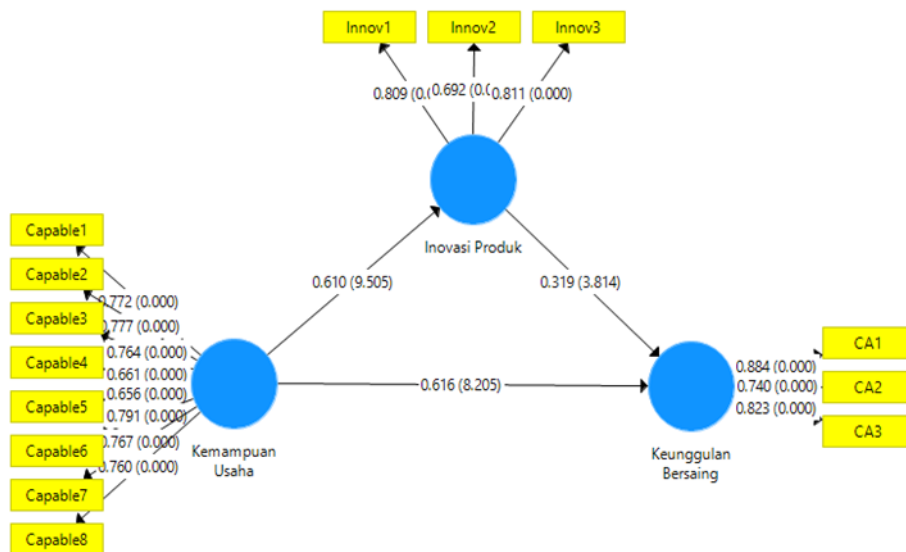 Innov1
Innov2
Innov3
0.809
0.692
0.811 (0.000)
Inovasi Produk
Capable1
Capable2
Capable3
Capable4
Capable5
Capable6
Capable7
Capable8
0.772 (0.000)
0.777 (0.000)
0.764 (0.000)
0.661 (0.000)
0.656 (0.000)
0.791 (0.000)
0.767 (0.000)
0.760 (0.000)
0.610 (9.505)
0.319 (3.814)
0.616 (8.205)
Kemampuan
Usaha
Keunggulan
Bersaing
0.884 (0.000)
0.740 (0.000)
0.823 (0.000)
CA1
CA2
CA3